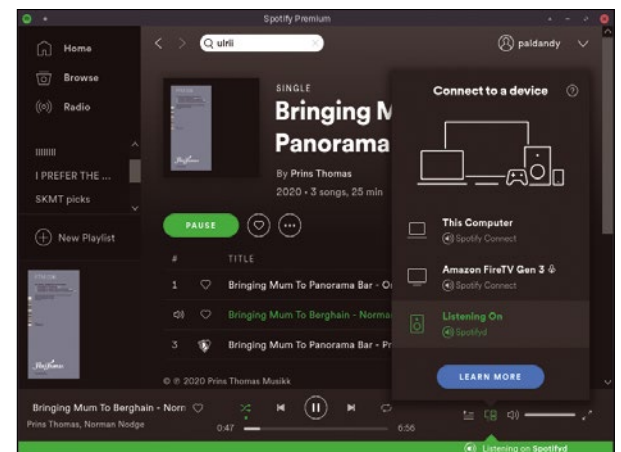 Spotify Premium
Home
Browse
Radio
I PREFER THE ...
SKMT picks
New Playlist
ulrii
paldandy
SINGLE
Bringing M
Panorama
By Prins Thomas
2020 • 3 songs, 25 min
PAUSE
# TITLE
1 Bringing Mum To Panorama Bar - Or
Bringing Mum To Berghain - Norma
3 Bringing Mum To Panorama Bar - Pr
© ℗ 2020 Prins Thomas Musikk
Connect to a device
This Computer
Spotify Connect
Amazon FireTV Gen 3
Spotify Connect
Listening On
Spotifyd
LEARN MORE
Bringing Mum To Berghain - Norn
Prins Thomas, Norman Nodge
0:47
6:56
Listening on Spotifyd